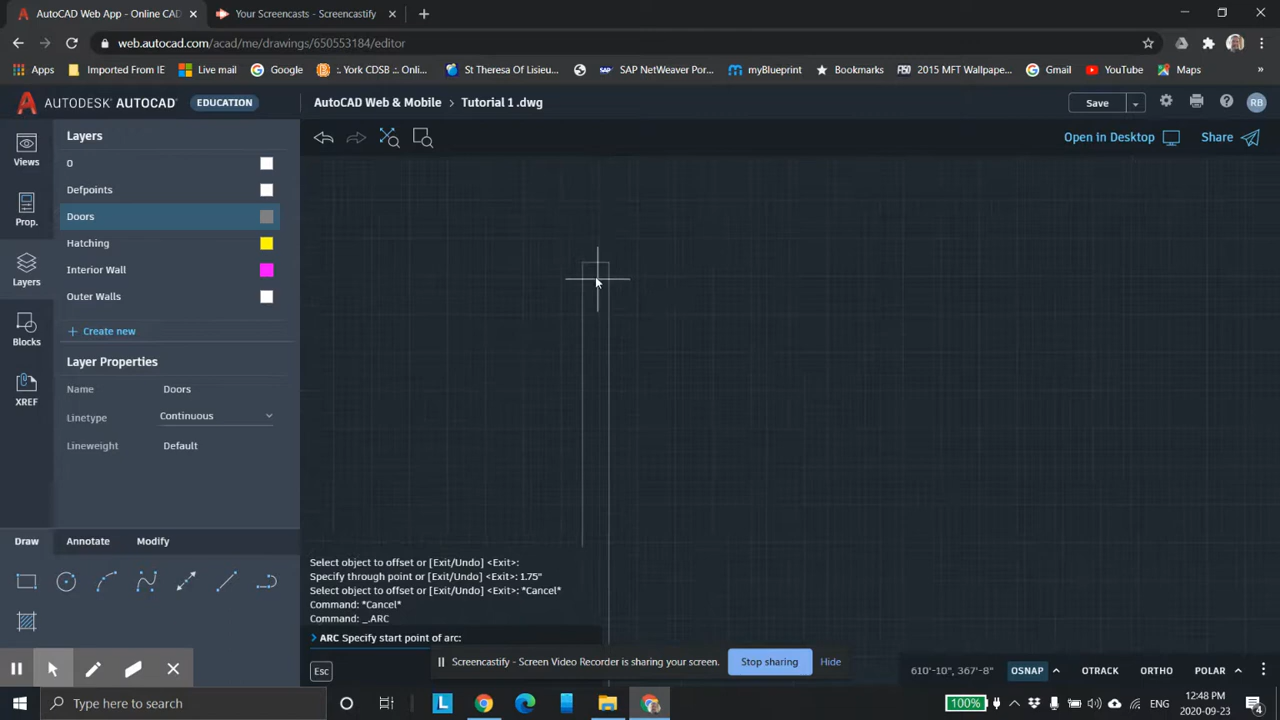 AutoCAD Web App - Online CAD
Your Screencasts - Screencastify
web.autocad.com/acad/me/drawings/650553184/editor
Apps
Imported From IE
Live mail
Google
:. York CDSB :. Onli...
St Theresa Of Lisieu...
SAP NetWeaver Por...
myBlueprint
Bookmarks
2015 MFT Wallpape...
Gmail
YouTube
Maps
AUTODESK® AUTOCAD®
EDUCATION
AutoCAD Web & Mobile > Tutorial 1 .dwg
Save
RB
Open in Desktop
Share
Views
Prop.
Layers
Blocks
XREF
Layers
0
Defpoints
Doors
Hatching
Interior Wall
Outer Walls
+ Create new
Layer Properties
Name Doors
Linetype Continuous
Lineweight Default
Draw Annotate Modify
Select object to offset or [Exit/Undo] <Exit>:
Specify through point or [Exit/Undo] <Exit>: 1.75"
Select object to offset or [Exit/Undo] <Exit>: *Cancel*
Command: *Cancel*
Command: _.ARC
> ARC Specify start point of arc:
Esc
Screencastify - Screen Video Recorder is sharing your screen.
Stop sharing
Hide
610'-10", 367'-8"
OSNAP
OTRACK
ORTHO
POLAR
Type here to search
100%
ENG
12:48 PM
2020-09-23
4